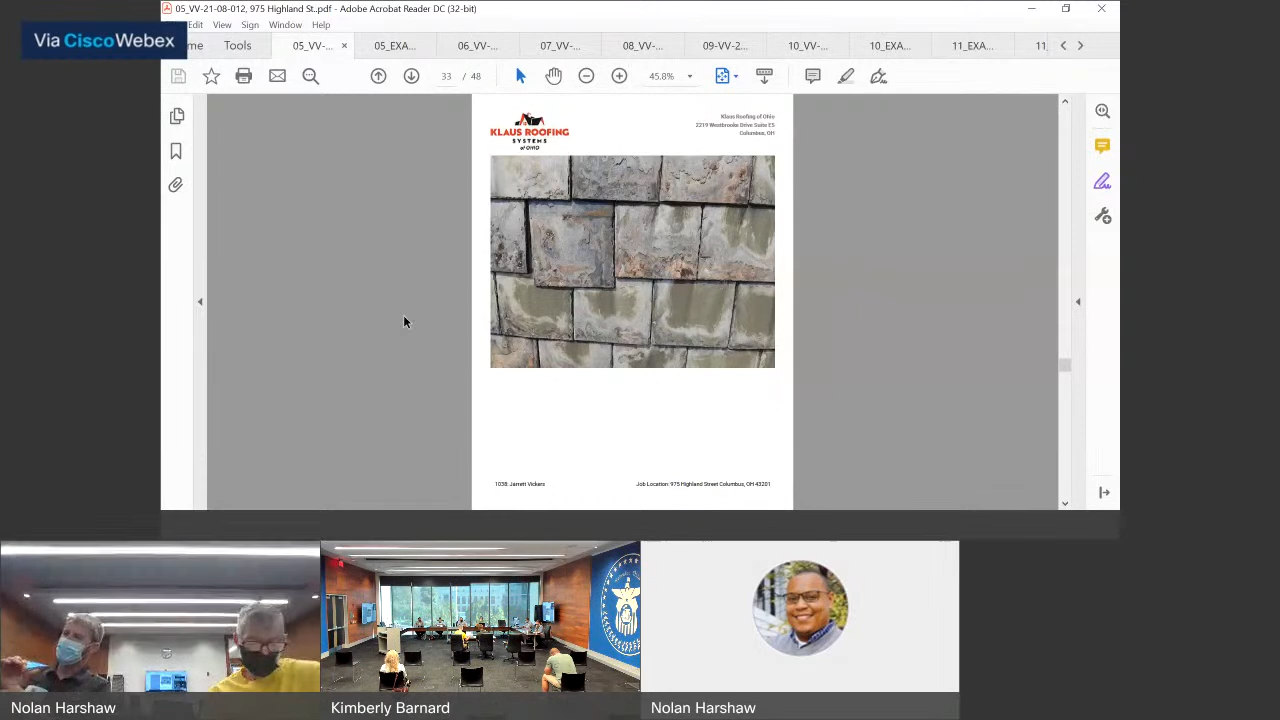 05_VV-21-08-012, 975 Highland St..pdf - Adobe Acrobat Reader DC (32-bit)
Edit View Sign Window Help
Via CiscoWebex
me Tools 05_VV-... × 05_EXA... 06_VV-... 07_VV-... 08_VV-... 09-VV-2... 10_VV-... 10_EXA... 11_EXA... 11
33 / 48 45.8%
KLAUS ROOFING
SYSTEMS
of OHIO
Klaus Roofing of Ohio
2219 Westbrooke Drive Suite E5
Columbus, OH
1038: Jarrett Vickers
Job Location: 975 Highland Street Columbus, OH 43201
Nolan Harshaw
Kimberly Barnard
Nolan Harshaw